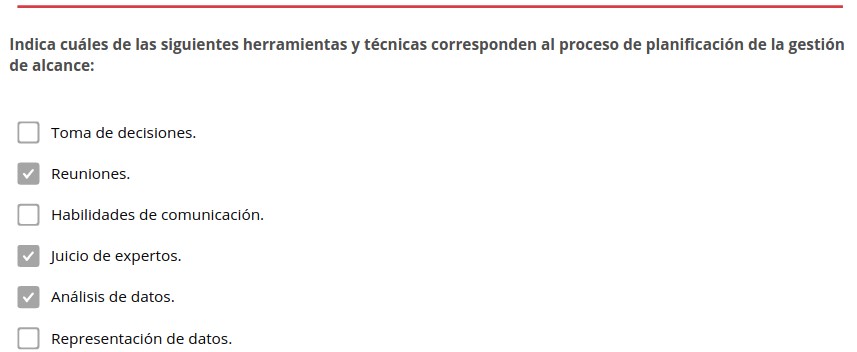 Indica cuáles de las siguientes herramientas y técnicas corresponden al proceso de planificación de la gestión
de alcance:
Toma de decisiones.
Reuniones.
Habilidades de comunicación.
Juicio de expertos.
Análisis de datos.
Representación de datos.